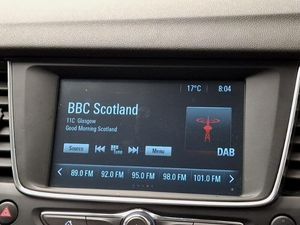 17°C 8:04
BBC Scotland
11C Glasgow
Good Morning Scotland
Source Tune Menu
DAB
89.0 FM 92.0 FM 95.0 FM 98.0 FM 101.0 FM